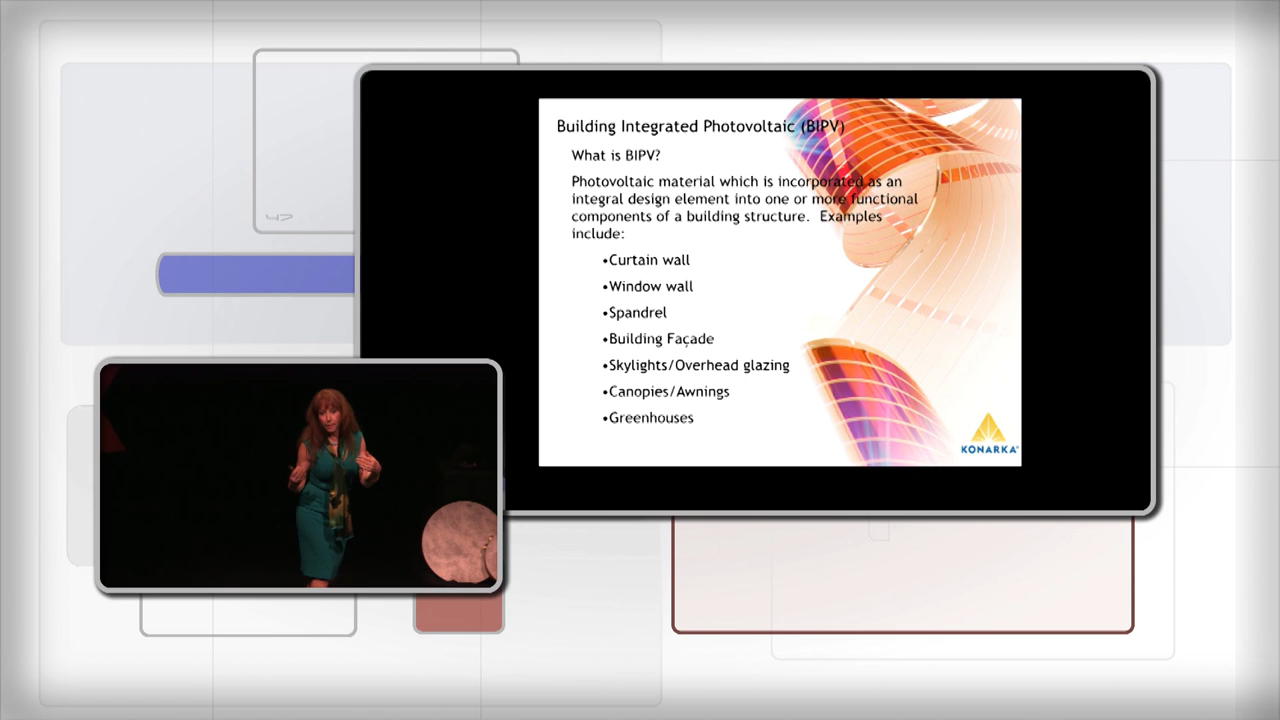 Building Integrated Photovoltaic (BIPV)
What is BIPV?
Photovoltaic material which is incorporated as an
integral design element into one or more functional
components of a building structure.  Examples
include:
•Curtain wall
•Window wall
•Spandrel
•Building Façade
•Skylights/Overhead glazing
•Canopies/Awnings
•Greenhouses
KONARKA